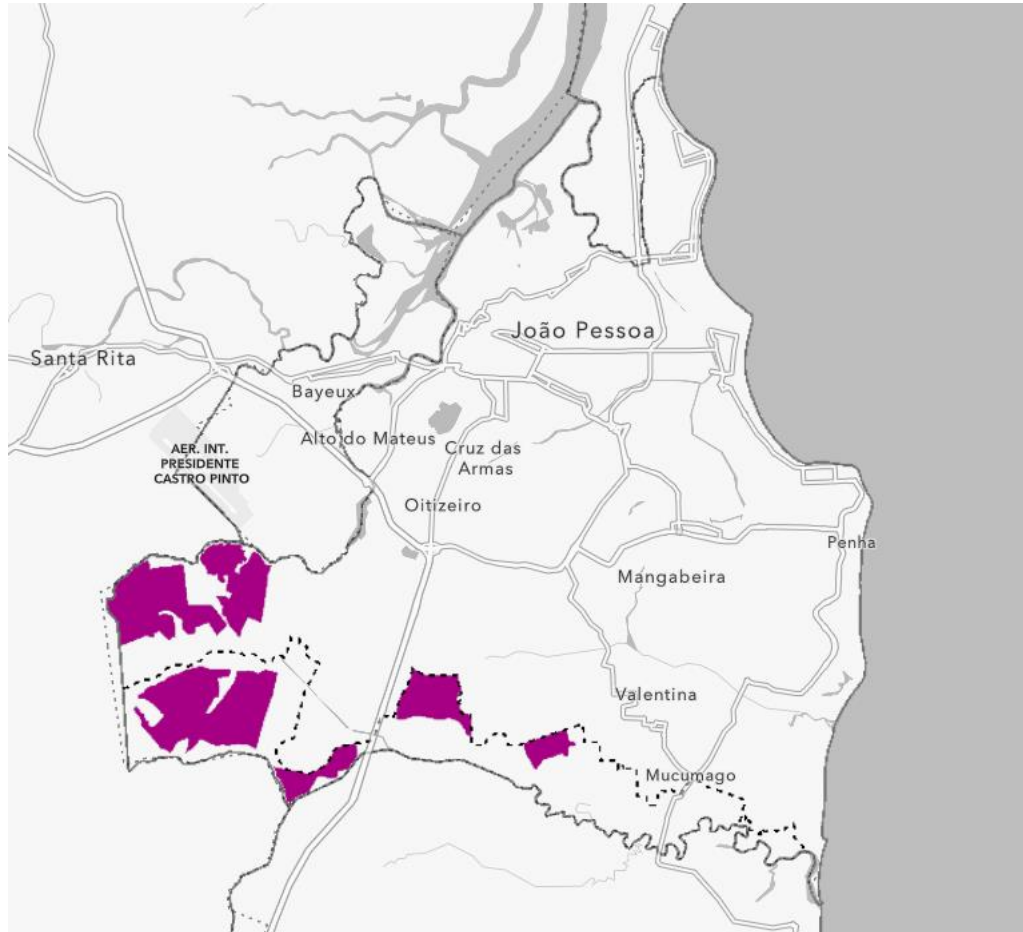 João Pessoa
Santa Rita
Bayeux
Alto do Mateus
Cruz das
Armas
AER. INT.
PRESIDENTE
CASTRO PINTO
Oitizeiro
Penha
Mangabeira
Valentina
Mucumago